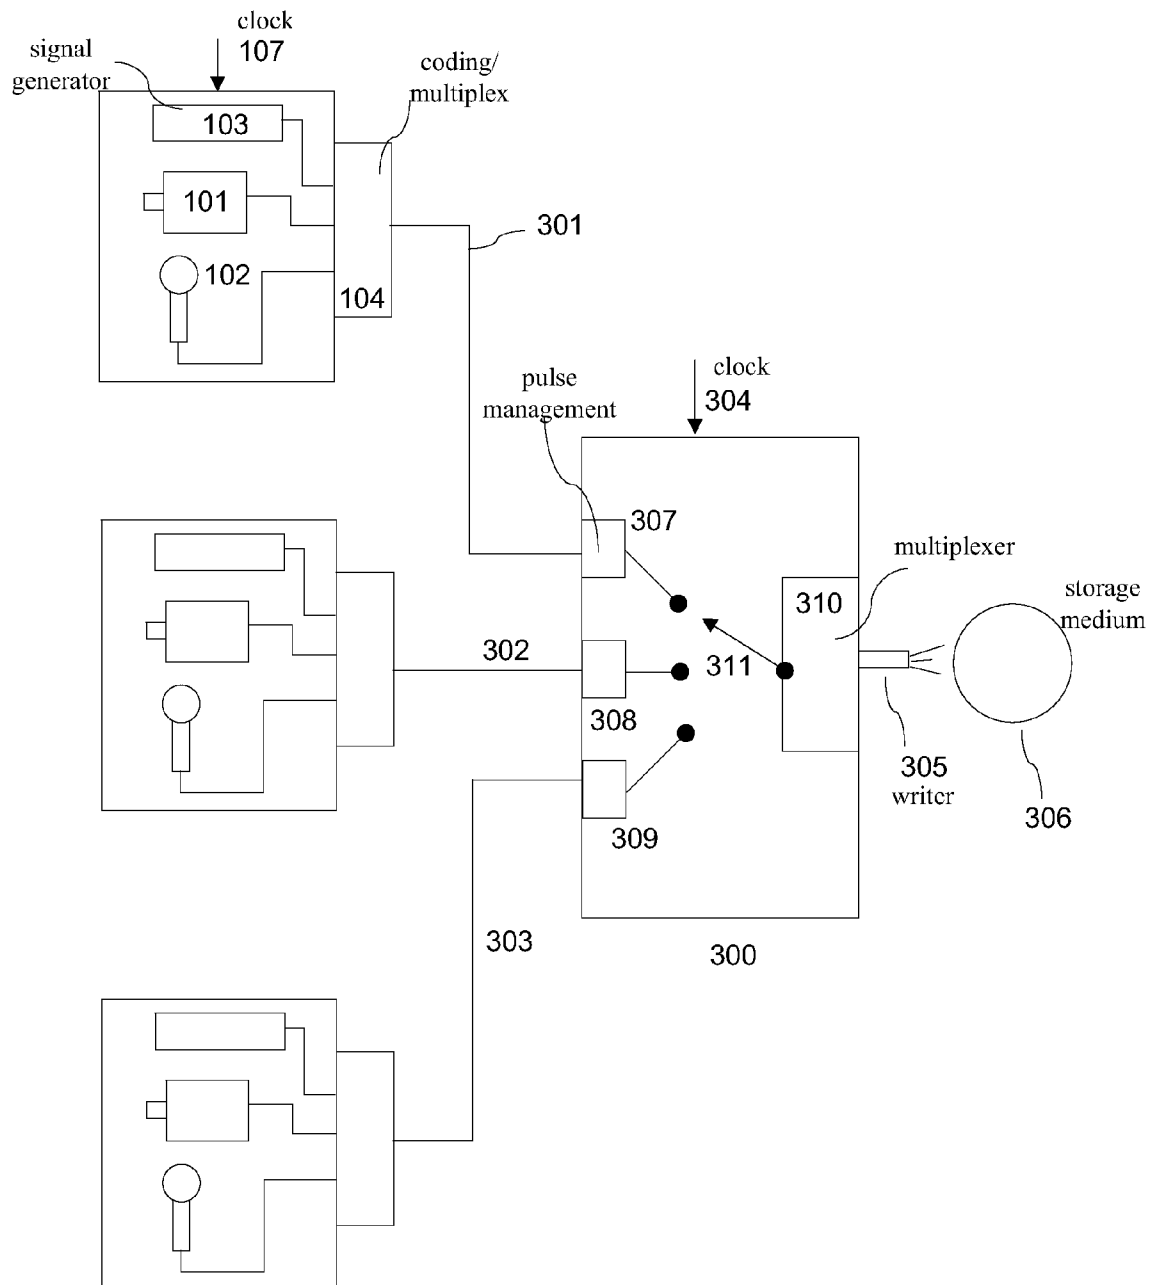 clock
107
signal
generator
coding/
multiplex
103
101
102
104
301
clock
304
pulse
management
307
multiplexer
310
storage
medium
302
311
308
305
writer
306
309
303
300